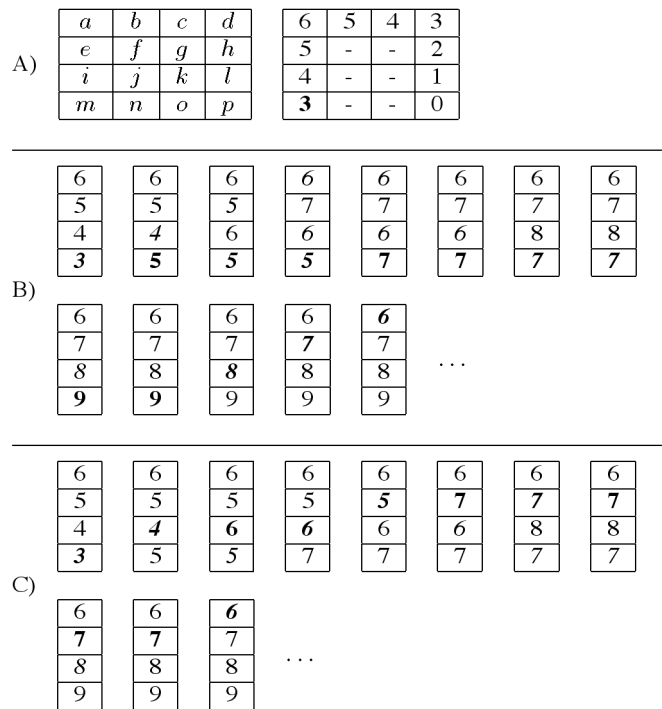 a b c d 6 5 4 3
e f g h 5 - - 2
A) i j k l 4 - - 1
m n o p 3 - - 0
6 6 6 6 6 6 6 6
5 5 5 7 7 7 7 7
4 4 6 6 6 6 8 8
3 5 5 5 7 7 7 7
B)
6 6 6 6 6
7 7 7 7 7
8 8 8 8 8 ...
9 9 9 9 9
6 6 6 6 6 6 6 6
5 5 5 5 5 7 7 7
4 4 6 6 6 6 8 8
3 5 5 7 7 7 7 7
C)
6 6 6
7 7 7
8 8 8 ...
9 9 9